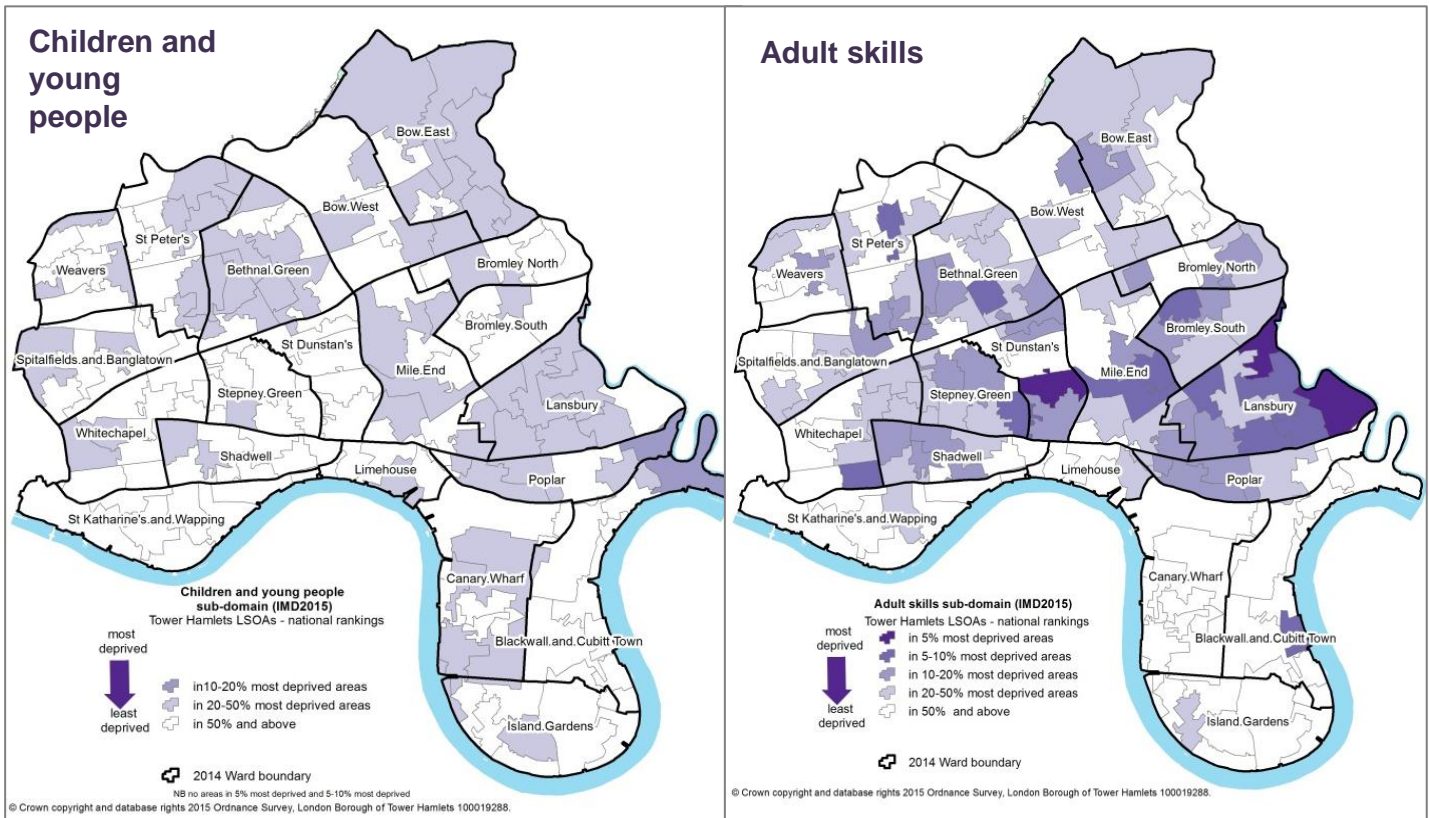 Children and
young
people
Bow.East
Bow.West
St Peter's
Weavers
Bethnal.Green
Bromley North
Bromley.South
St Dunstan's
Spitalfields.and.Banglatown
Mile.End
Stepney.Green
Lansbury
Whitechapel
Shadwell
Limehouse
Poplar
St Katharine's.and.Wapping
Canary.Wharf
Blackwall.and.Cubitt Town
Island.Gardens
Children and young people
sub-domain (IMD2015)
Tower Hamlets LSOAs - national rankings
most
deprived
least
deprived
in10-20% most deprived areas
in 20-50% most deprived areas
in 50% and above
2014 Ward boundary
NB no areas in 5% most deprived and 5-10% most deprived
© Crown copyright and database rights 2015 Ordnance Survey, London Borough of Tower Hamlets 100019288.
Adult skills
Bow.East
Bow.West
St Peter's
Weavers
Bethnal.Green
Bromley North
Bromley.South
St Dunstan's
Spitalfields.and.Banglatown
Mile.End
Stepney.Green
Lansbury
Whitechapel
Shadwell
Limehouse
Poplar
St Katharine's.and.Wapping
Canary.Wharf
Blackwall.and.Cubitt Town
Island.Gardens
Adult skills sub-domain (IMD2015)
Tower Hamlets LSOAs - national rankings
most
deprived
least
deprived
in 5% most deprived areas
in 5-10% most deprived areas
in 10-20% most deprived areas
in 20-50% most deprived areas
in 50% and above
2014 Ward boundary
© Crown copyright and database rights 2015 Ordnance Survey, London Borough of Tower Hamlets 100019288.